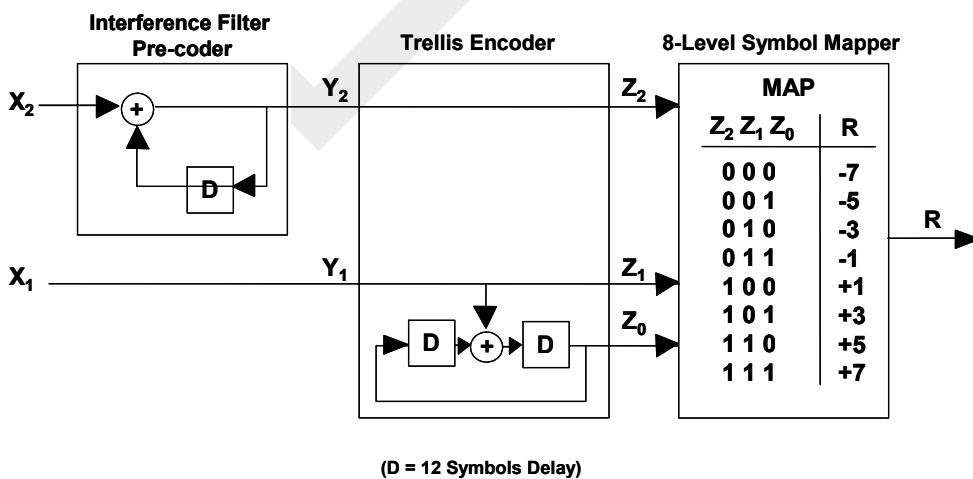 Interference Filter
Pre-coder
Trellis Encoder
8-Level Symbol Mapper
X₂
+
D
Y₂
Z₂
MAP
Z₂ Z₁ Z₀ R
0 0 0 -7
0 0 1 -5
0 1 0 -3
0 1 1 -1
1 0 0 +1
1 0 1 +3
1 1 0 +5
1 1 1 +7
R
X₁
Y₁
Z₁
D + D
Z₀
(D = 12 Symbols Delay)